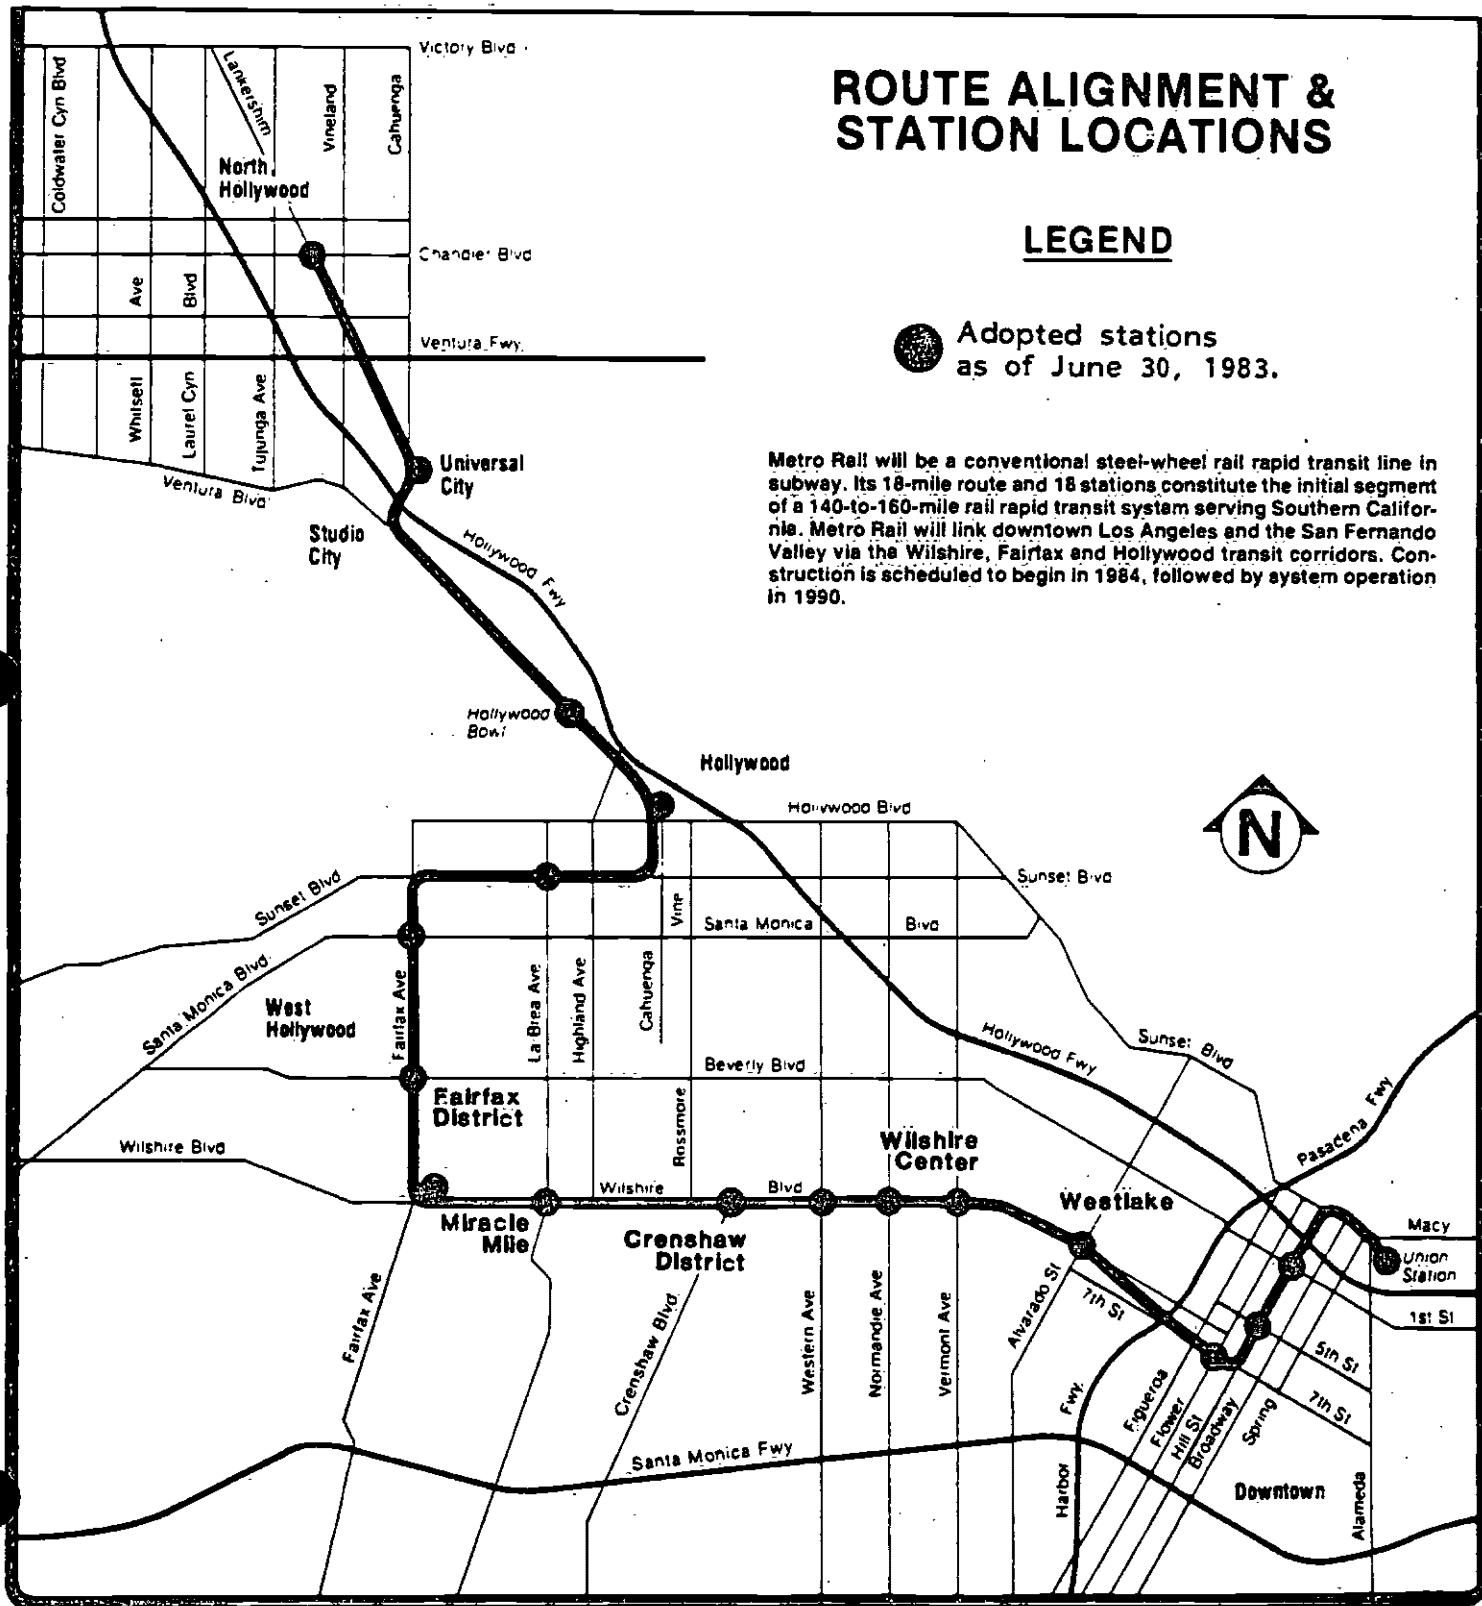 ROUTE ALIGNMENT &
STATION LOCATIONS
LEGEND
Adopted stations
as of June 30, 1983.
Metro Rail will be a conventional steel-wheel rail rapid transit line in
subway. Its 18-mile route and 18 stations constitute the initial segment
of a 140-to-160-mile rail rapid transit system serving Southern Califor-
nia. Metro Rail will link downtown Los Angeles and the San Fernando
Valley via the Wilshire, Fairfax and Hollywood transit corridors. Con-
struction is scheduled to begin in 1984, followed by system operation
in 1990.
N
Victory Blvd
Coldwater Cyn Blvd
Lankershim
Vineland
Cahuenga
North
Hollywood
Chandler Blvd
Ave
Blvd
Ventura Fwy.
Whitsett
Laurel Cyn
Tujunga Ave
Universal
City
Ventura Blvd
Studio
City
Hollywood Fwy
Hollywood
Bowl
Hollywood
Hollywood Blvd
Sunset Blvd
Sunset Blvd
Vine
Santa Monica
Blvd
Santa Monica Blvd.
West
Hollywood
Fairfax Ave
La Brea Ave
Highland Ave
Cahuenga
Hollywood Fwy
Sunset Blvd
Beverly Blvd
Pasadena Fwy
Fairfax
District
Rossmore
Wilshire Blvd
Wilshire
Center
Wilshire
Blvd
Westlake
Miracle
Mile
Crenshaw
District
Macy
Union
Station
Fairfax Ave
Crenshaw Blvd.
Western Ave
Normandie Ave
Vermont Ave
Alvarado St
7th St
1st St
5th St
7th St
Fwy.
Harbor
Figueroa
Flower
Hill St
Broadway
Spring
Santa Monica Fwy
Downtown
Alameda